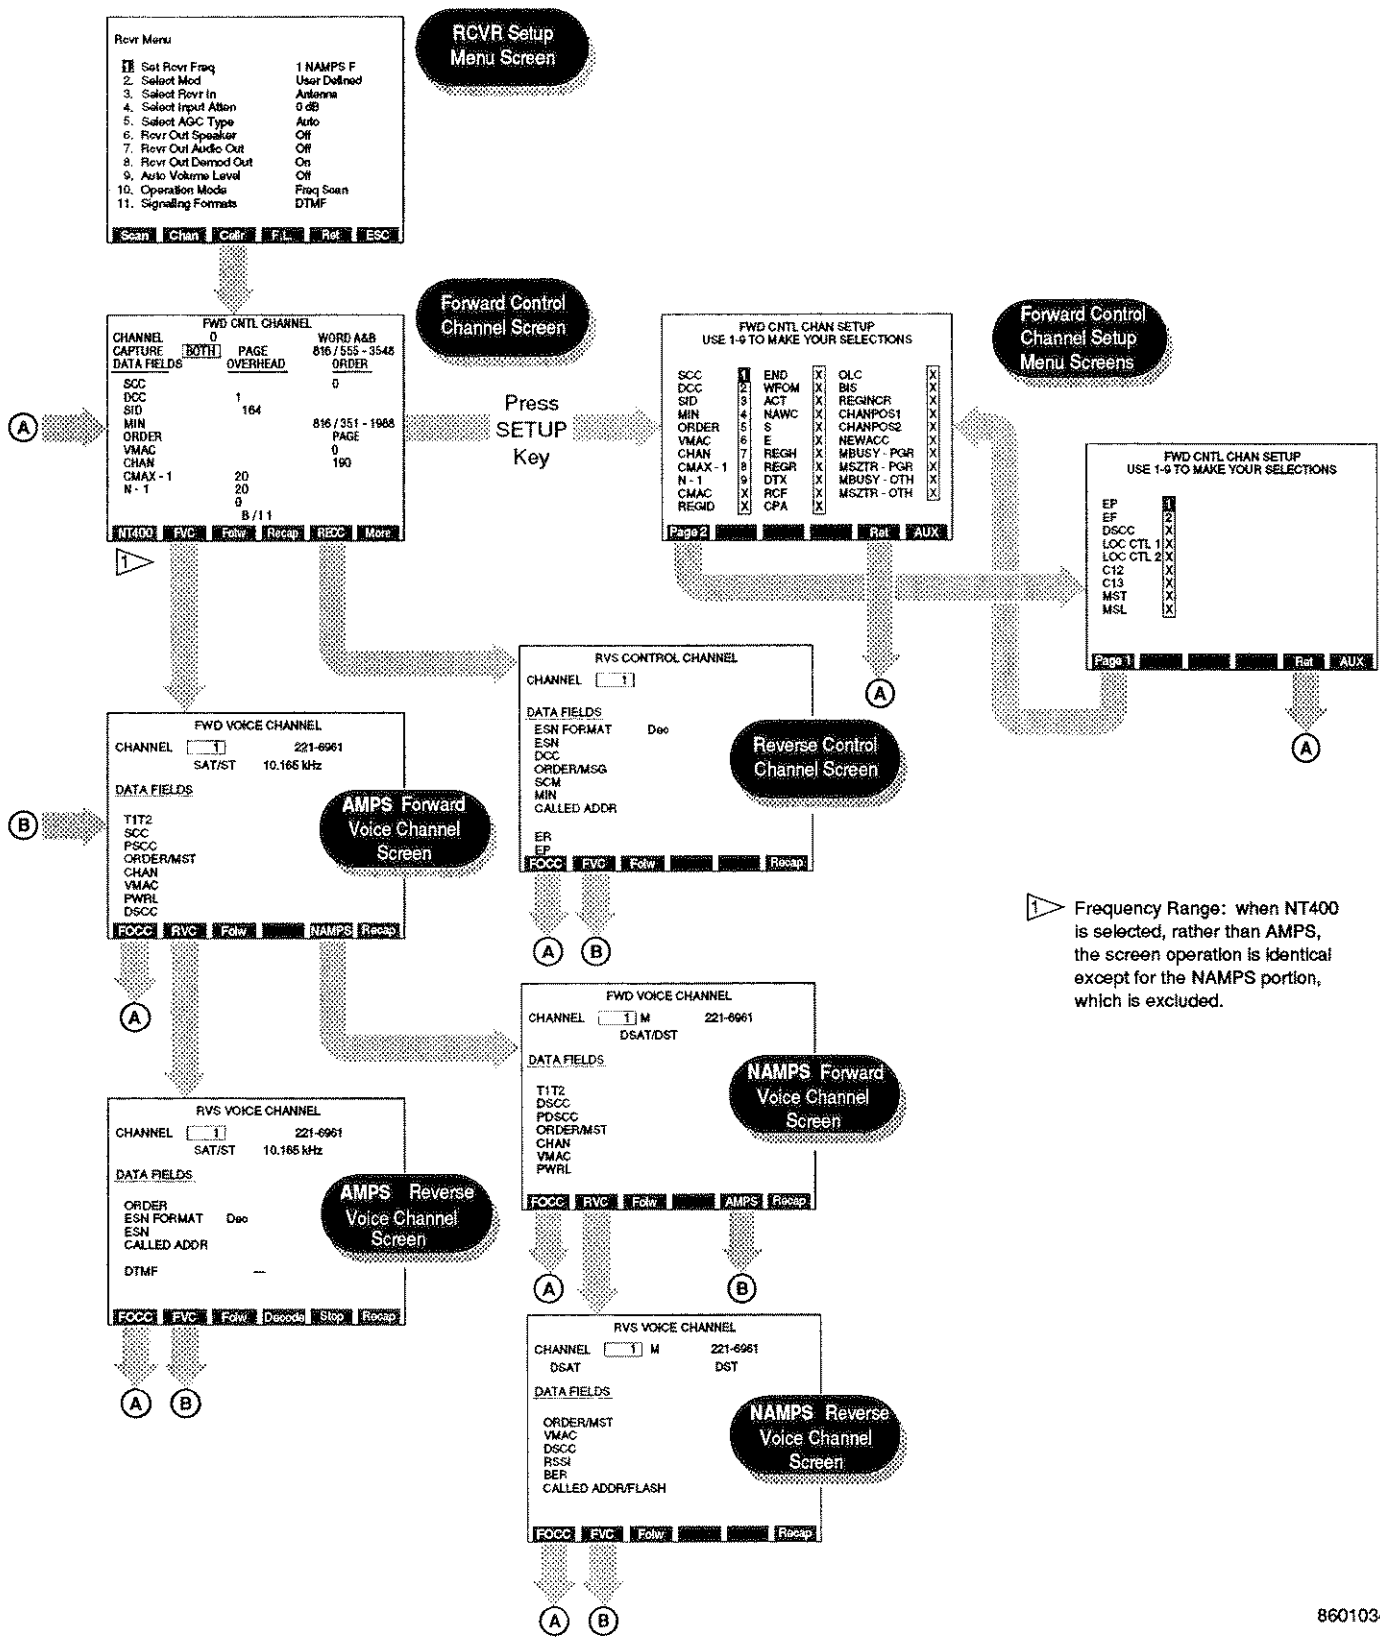 Rcvr Menu
1. Set Rcvr Freq 1 NAMPS F
2. Select Mod User Defined
3. Select Rcvr In Antenna
4. Select Input Atten 0 dB
5. Select AGC Type Auto
6. Rcvr Out Speaker Off
7. Rcvr Out Audio Out Off
8. Rcvr Out Demod Out On
9. Auto Volume Level Off
10. Operation Mode Freq Scan
11. Signaling Formats DTMF
Scan Chan Cellr F.L. Ret ESC
RCVR Setup
Menu Screen
FWD CNTL CHANNEL
CHANNEL 0 WORD A&B
CAPTURE BOTH PAGE 816 / 555 - 3548
DATA FIELDS OVERHEAD ORDER
SCC 0
DCC 1
SID 164
MIN 816 / 351 - 1988
ORDER PAGE
VMAC 0
CHAN 190
CMAX - 1 20
N - 1 20
0
B / I 1
NT400 FVC Folw Recap RECC More
Forward Control
Channel Screen
A
1
Press
SETUP
Key
FWD CNTL CHAN SETUP
USE 1-9 TO MAKE YOUR SELECTIONS
SCC 1 END X OLC X
DCC 2 WFOM X BIS X
SID 3 ACT X REGINCR X
MIN 4 NAWC X CHANPOS1 X
ORDER 5 S X CHANPOS2 X
VMAC 6 E X NEWACC X
CHAN 7 REGH X MBUSY - PGR X
CMAX - 1 8 REGR X MSZTR - PGR X
N - 1 9 DTX X MBUSY - OTH X
CMAC X RCF X MSZTR - OTH X
REGID X CPA X
Page 2 Ret AUX
A
Forward Control
Channel Setup
Menu Screens
FWD CNTL CHAN SETUP
USE 1-9 TO MAKE YOUR SELECTIONS
EP 1
EF 2
DSCC X
LOC CTL 1 X
LOC CTL 2 X
C12 X
C13 X
MST X
MSL X
Page 1 Ret AUX
A
RVS CONTROL CHANNEL
CHANNEL 1
DATA FIELDS
ESN FORMAT Dec
ESN
DCC
ORDER/MSG
SCM
MIN
CALLED ADDR
ER
EP
FOCC FVC Folw Recap
A B
Reverse Control
Channel Screen
FWD VOICE CHANNEL
CHANNEL 1 221-6961
SAT/ST 10.165 kHz
DATA FIELDS
T1T2
SCC
PSCC
ORDER/MST
CHAN
VMAC
PWRL
DSCC
FOCC RVC Folw NAMPS Recap
B
A
AMPS Forward
Voice Channel
Screen
1 Frequency Range: when NT400
is selected, rather than AMPS,
the screen operation is identical
except for the NAMPS portion,
which is excluded.
FWD VOICE CHANNEL
CHANNEL 1 M 221-6961
DSAT/DST
DATA FIELDS
T1T2
DSCC
PDSCC
ORDER/MST
CHAN
VMAC
PWRL
FOCC RVC Folw AMPS Recap
A B
NAMPS Forward
Voice Channel
Screen
RVS VOICE CHANNEL
CHANNEL 1 221-6961
SAT/ST 10.165 kHz
DATA FIELDS
ORDER
ESN FORMAT Dec
ESN
CALLED ADDR
DTMF —
FOCC FVC Folw Decode Stop Recap
A B
AMPS Reverse
Voice Channel
Screen
RVS VOICE CHANNEL
CHANNEL 1 M 221-6961
DSAT DST
DATA FIELDS
ORDER/MST
VMAC
DSCC
RSSI
BER
CALLED ADDR/FLASH
FOCC FVC Folw Recap
A B
NAMPS Reverse
Voice Channel
Screen
860103